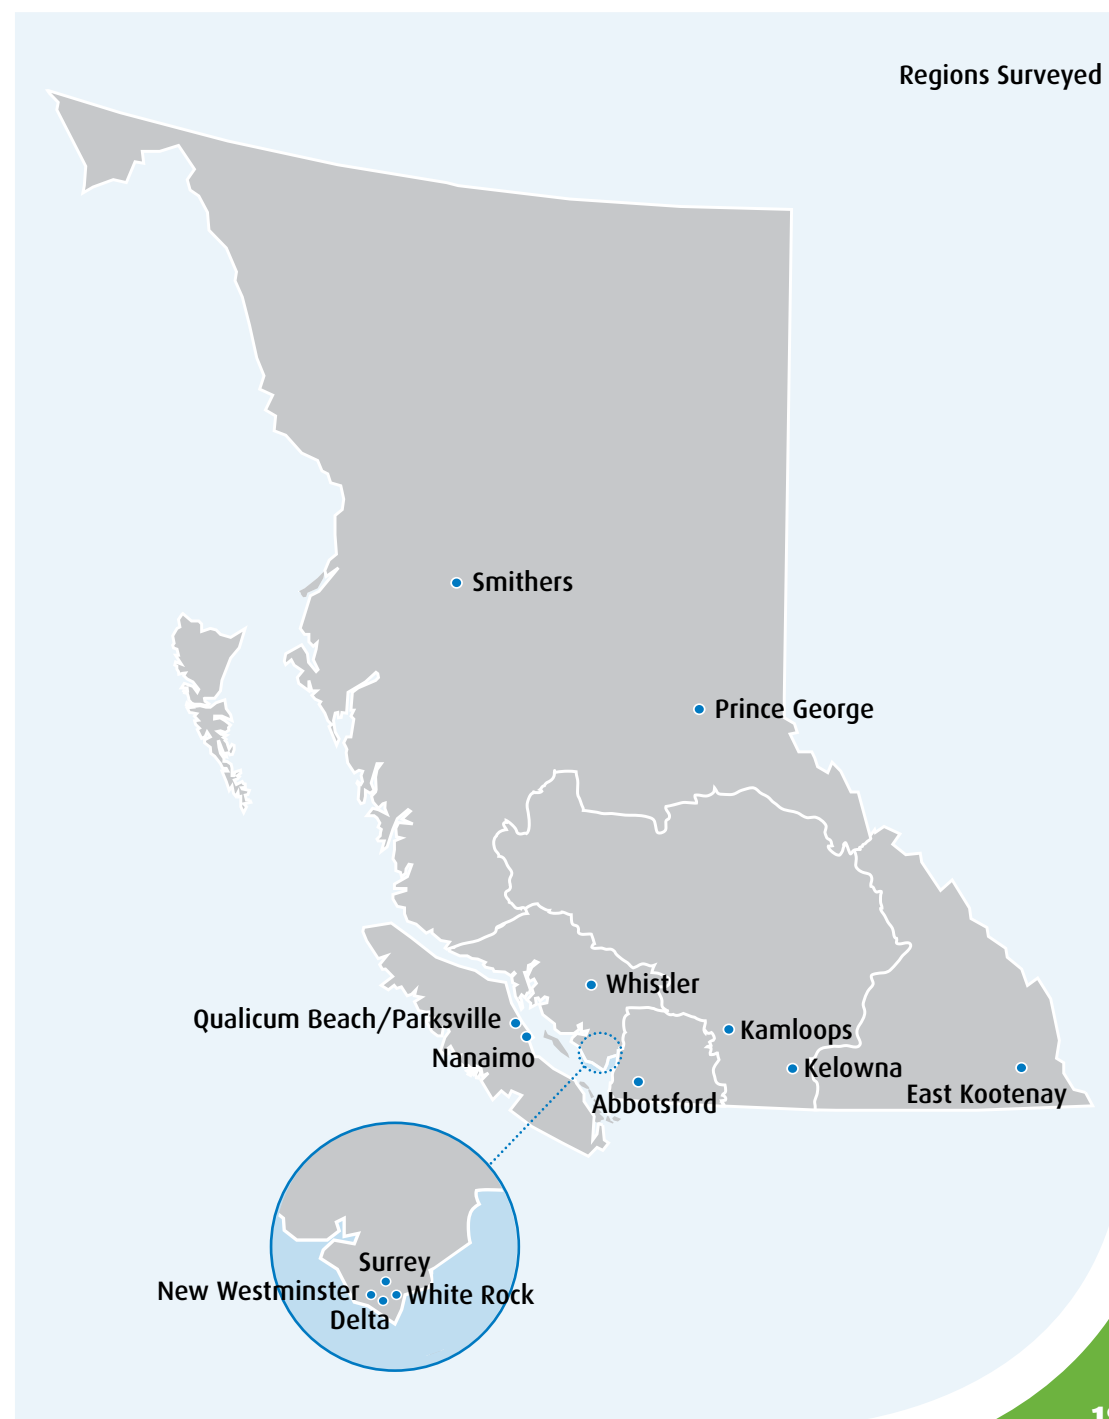 Regions Surveyed
Smithers
Prince George
Whistler
Qualicum Beach/Parksville
Kamloops
Nanaimo
Kelowna
East Kootenay
Abbotsford
Surrey
New Westminster
White Rock
Delta